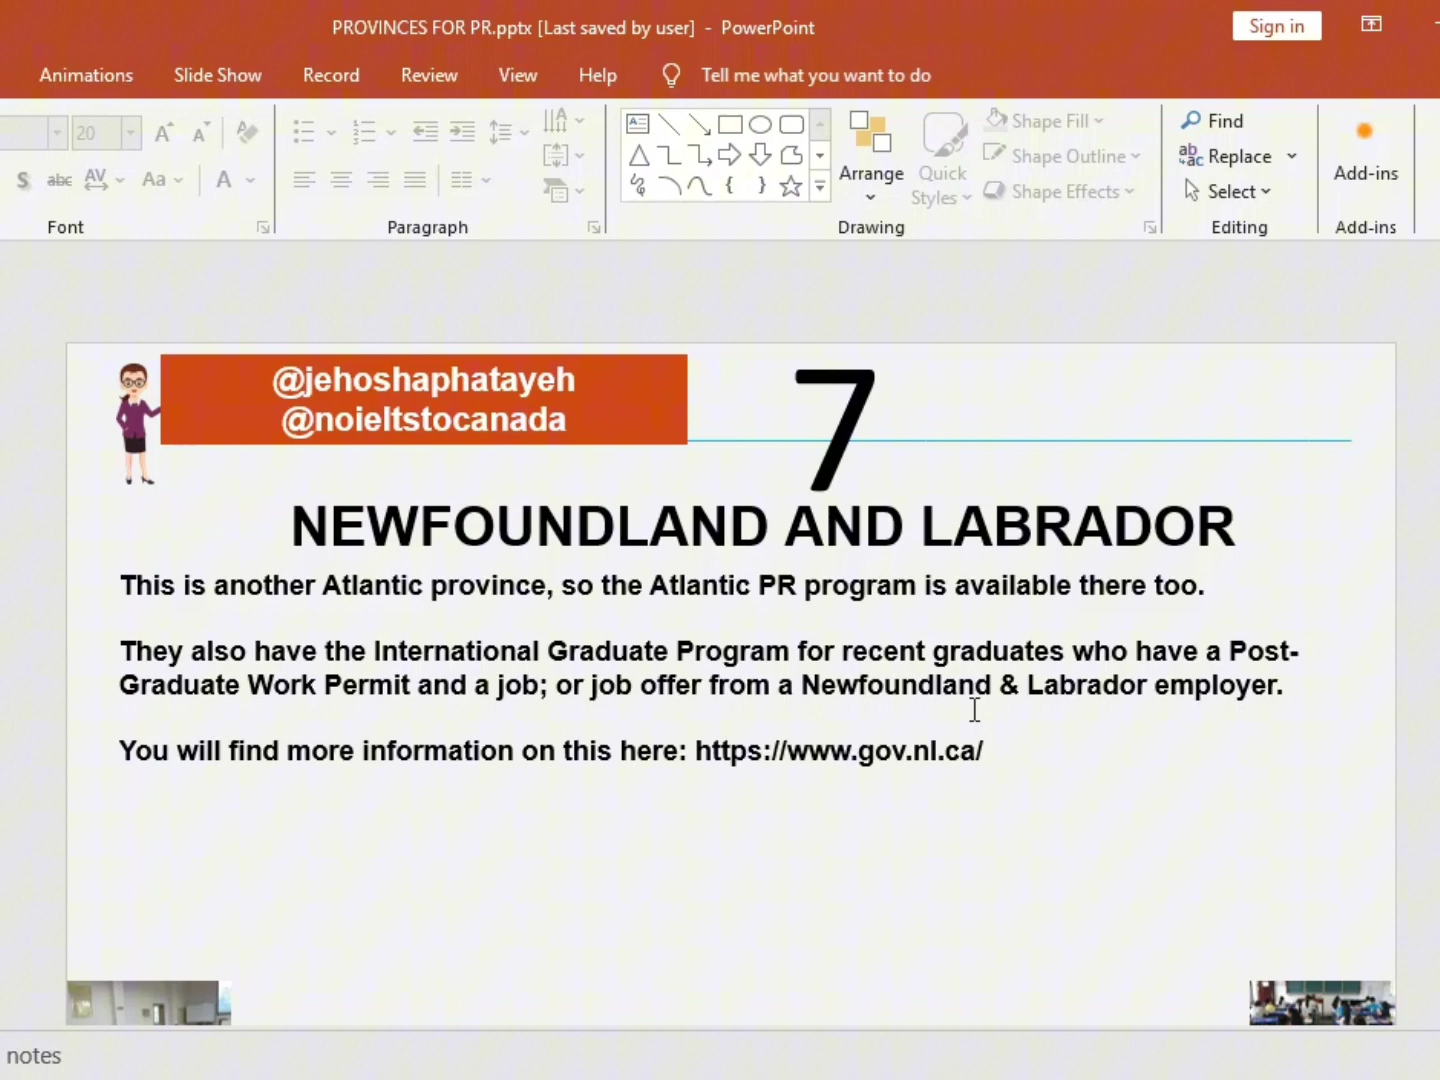 PROVINCES FOR PR.pptx [Last saved by user] - PowerPoint
Sign in
Animations Slide Show Record Review View Help Tell me what you want to do
20
Aa
Font
Paragraph
Arrange
Quick Styles
Shape Fill
Shape Outline
Shape Effects
Drawing
Find
Replace
Select
Editing
Add-ins
Add-ins
@jehoshaphatayeh
@noieltstocanada
7
NEWFOUNDLAND AND LABRADOR
This is another Atlantic province, so the Atlantic PR program is available there too.
They also have the International Graduate Program for recent graduates who have a Post-
Graduate Work Permit and a job; or job offer from a Newfoundland & Labrador employer.
You will find more information on this here: https://www.gov.nl.ca/
notes